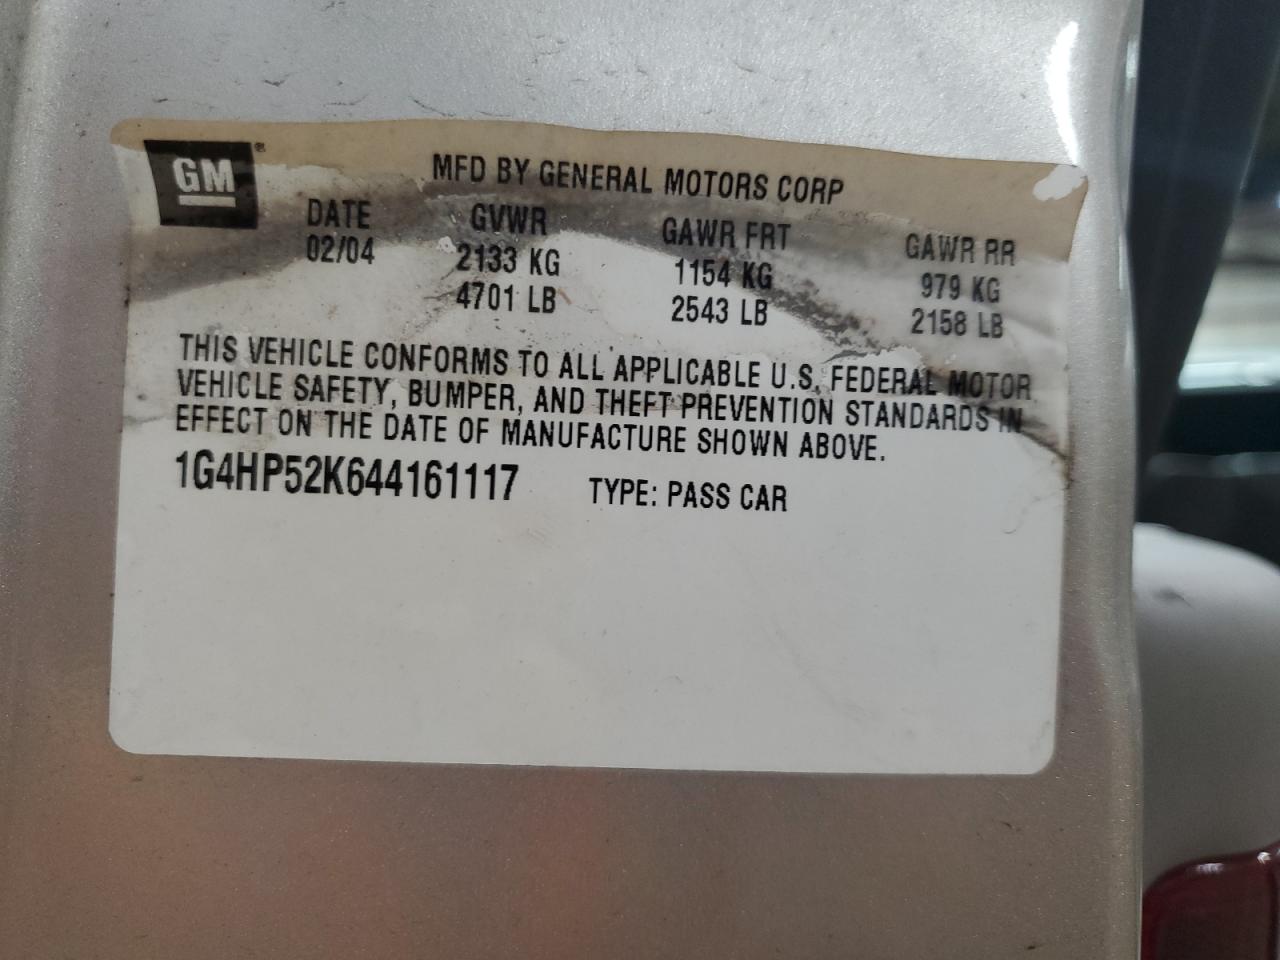 GM®
MFD BY GENERAL MOTORS CORP
DATE GVWR GAWR FRT GAWR RR
02/04 2133 KG 1154 KG 979 KG
4701 LB 2543 LB 2158 LB
THIS VEHICLE CONFORMS TO ALL APPLICABLE U.S. FEDERAL MOTOR
VEHICLE SAFETY, BUMPER, AND THEFT PREVENTION STANDARDS IN
EFFECT ON THE DATE OF MANUFACTURE SHOWN ABOVE.
1G4HP52K644161117 TYPE: PASS CAR